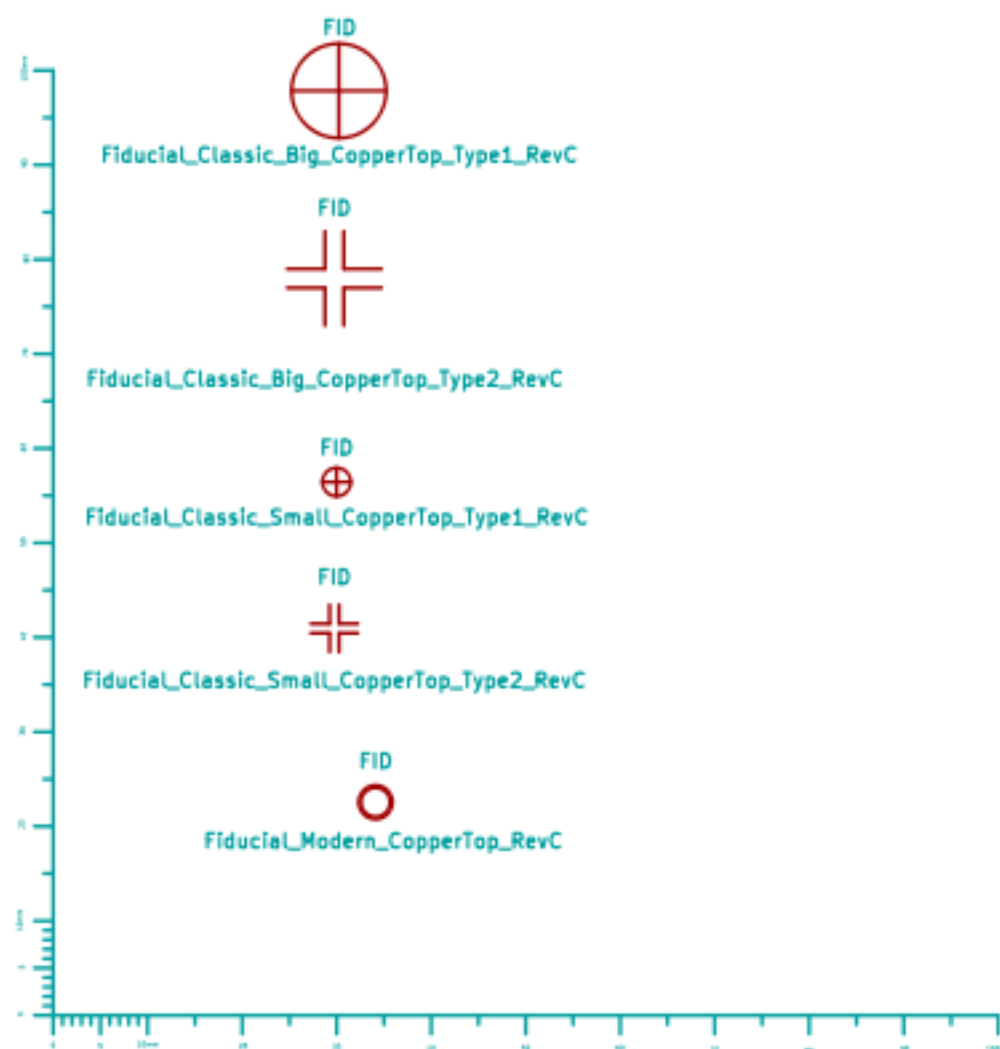 FID
Fiducial_Classic_Big_CopperTop_Type1_RevC
FID
Fiducial_Classic_Big_CopperTop_Type2_RevC
FID
Fiducial_Classic_Small_CopperTop_Type1_RevC
FID
Fiducial_Classic_Small_CopperTop_Type2_RevC
FID
Fiducial_Modern_CopperTop_RevC